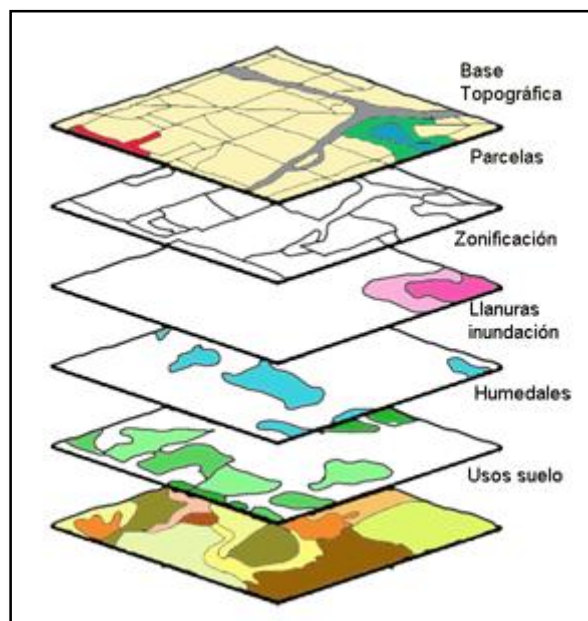 Base
Topográfica
Parcelas
Zonificación
Llanuras
inundación
Humedales
Usos suelo